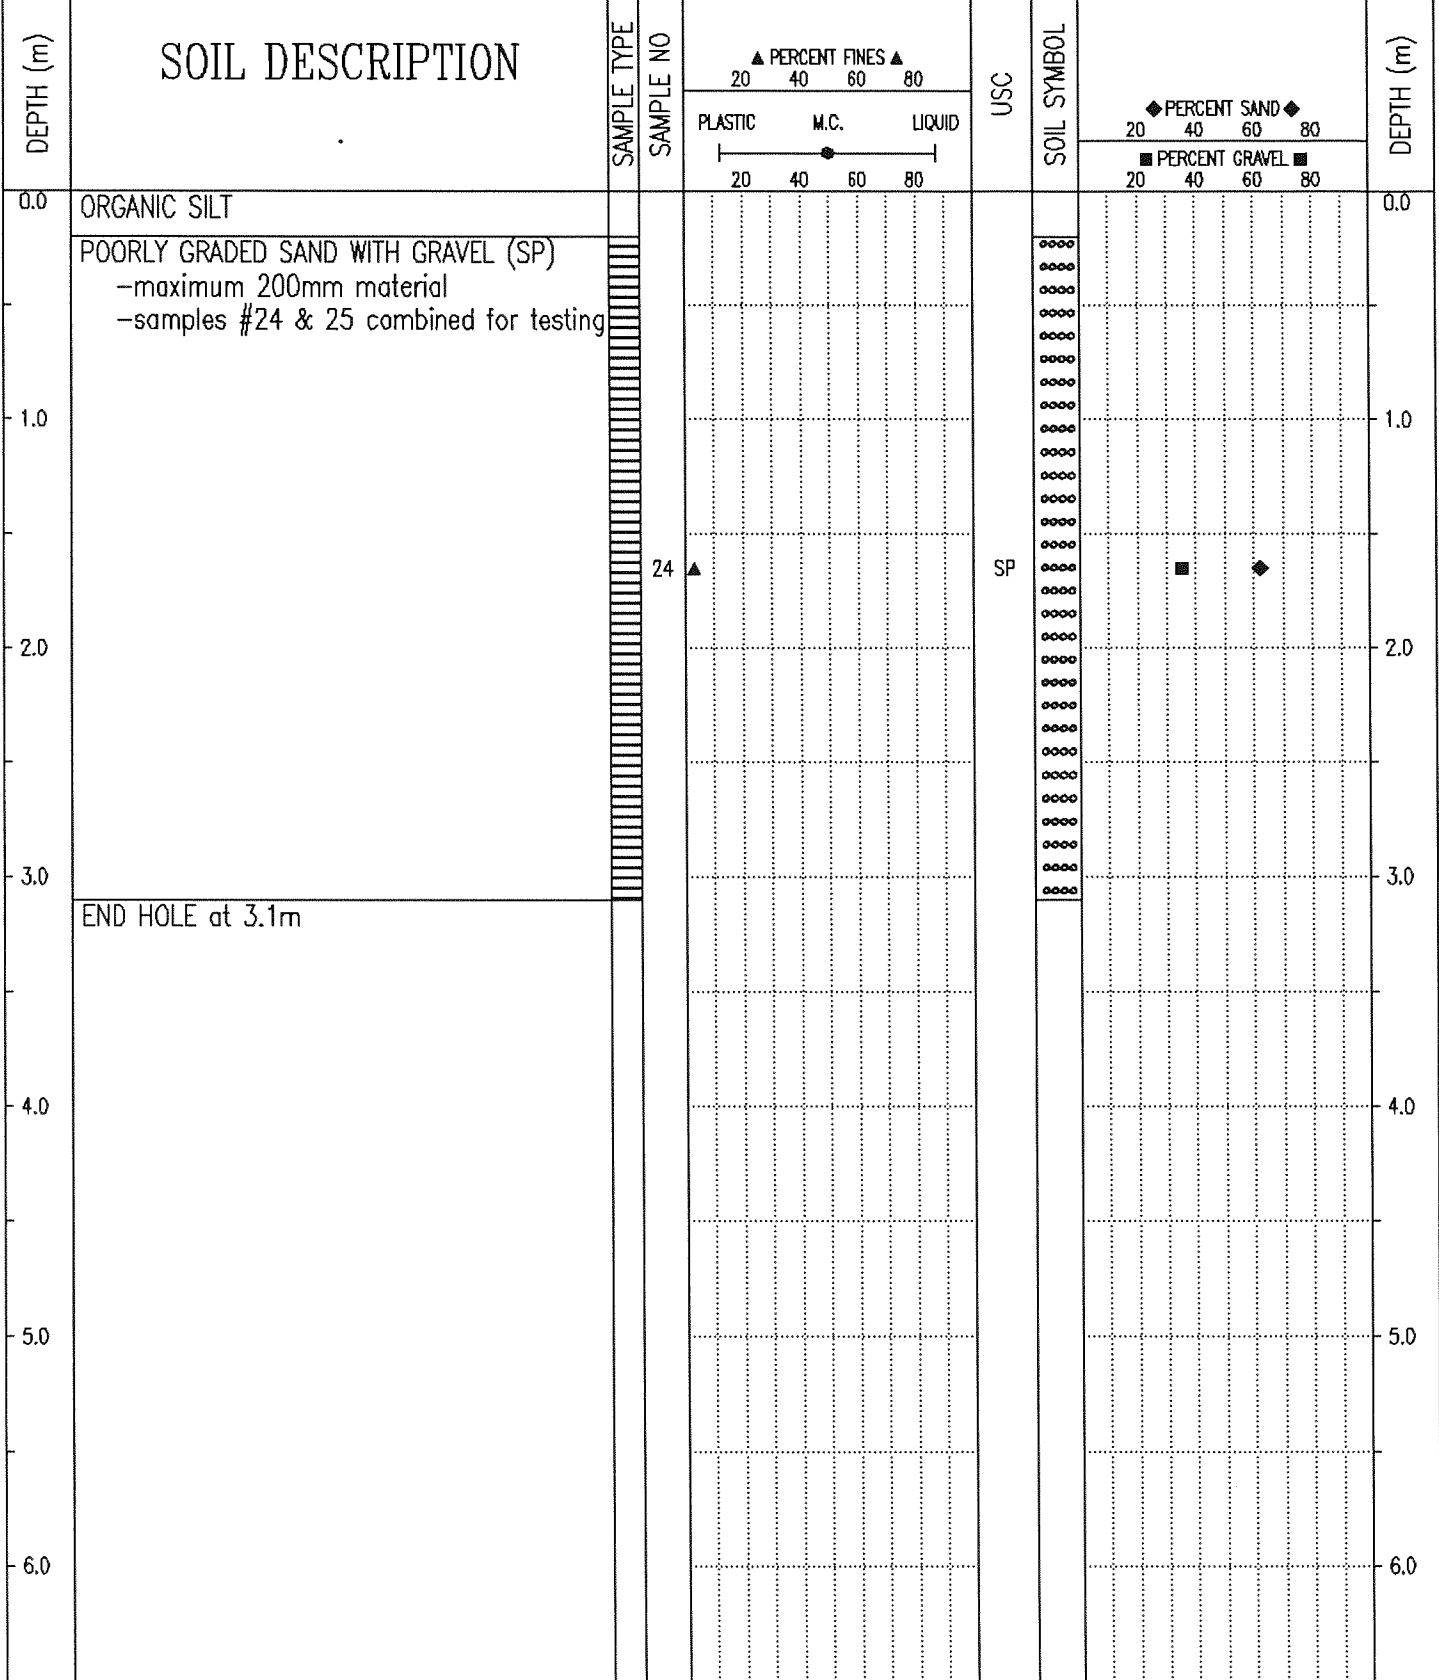 DEPTH (m)
SOIL DESCRIPTION
SAMPLE TYPE
SAMPLE NO
▲ PERCENT FINES ▲
20 40 60 80
PLASTIC M.C. LIQUID
20 40 60 80
USC
SOIL SYMBOL
◆PERCENT SAND◆
20 40 60 80
■ PERCENT GRAVEL ■
20 40 60 80
DEPTH (m)
0.0 ORGANIC SILT 0.0
POORLY GRADED SAND WITH GRAVEL (SP)
-maximum 200mm material
-samples #24 & 25 combined for testing
1.0 1.0
24 SP
2.0 2.0
3.0 3.0
END HOLE at 3.1m
4.0 4.0
5.0 5.0
6.0 6.0